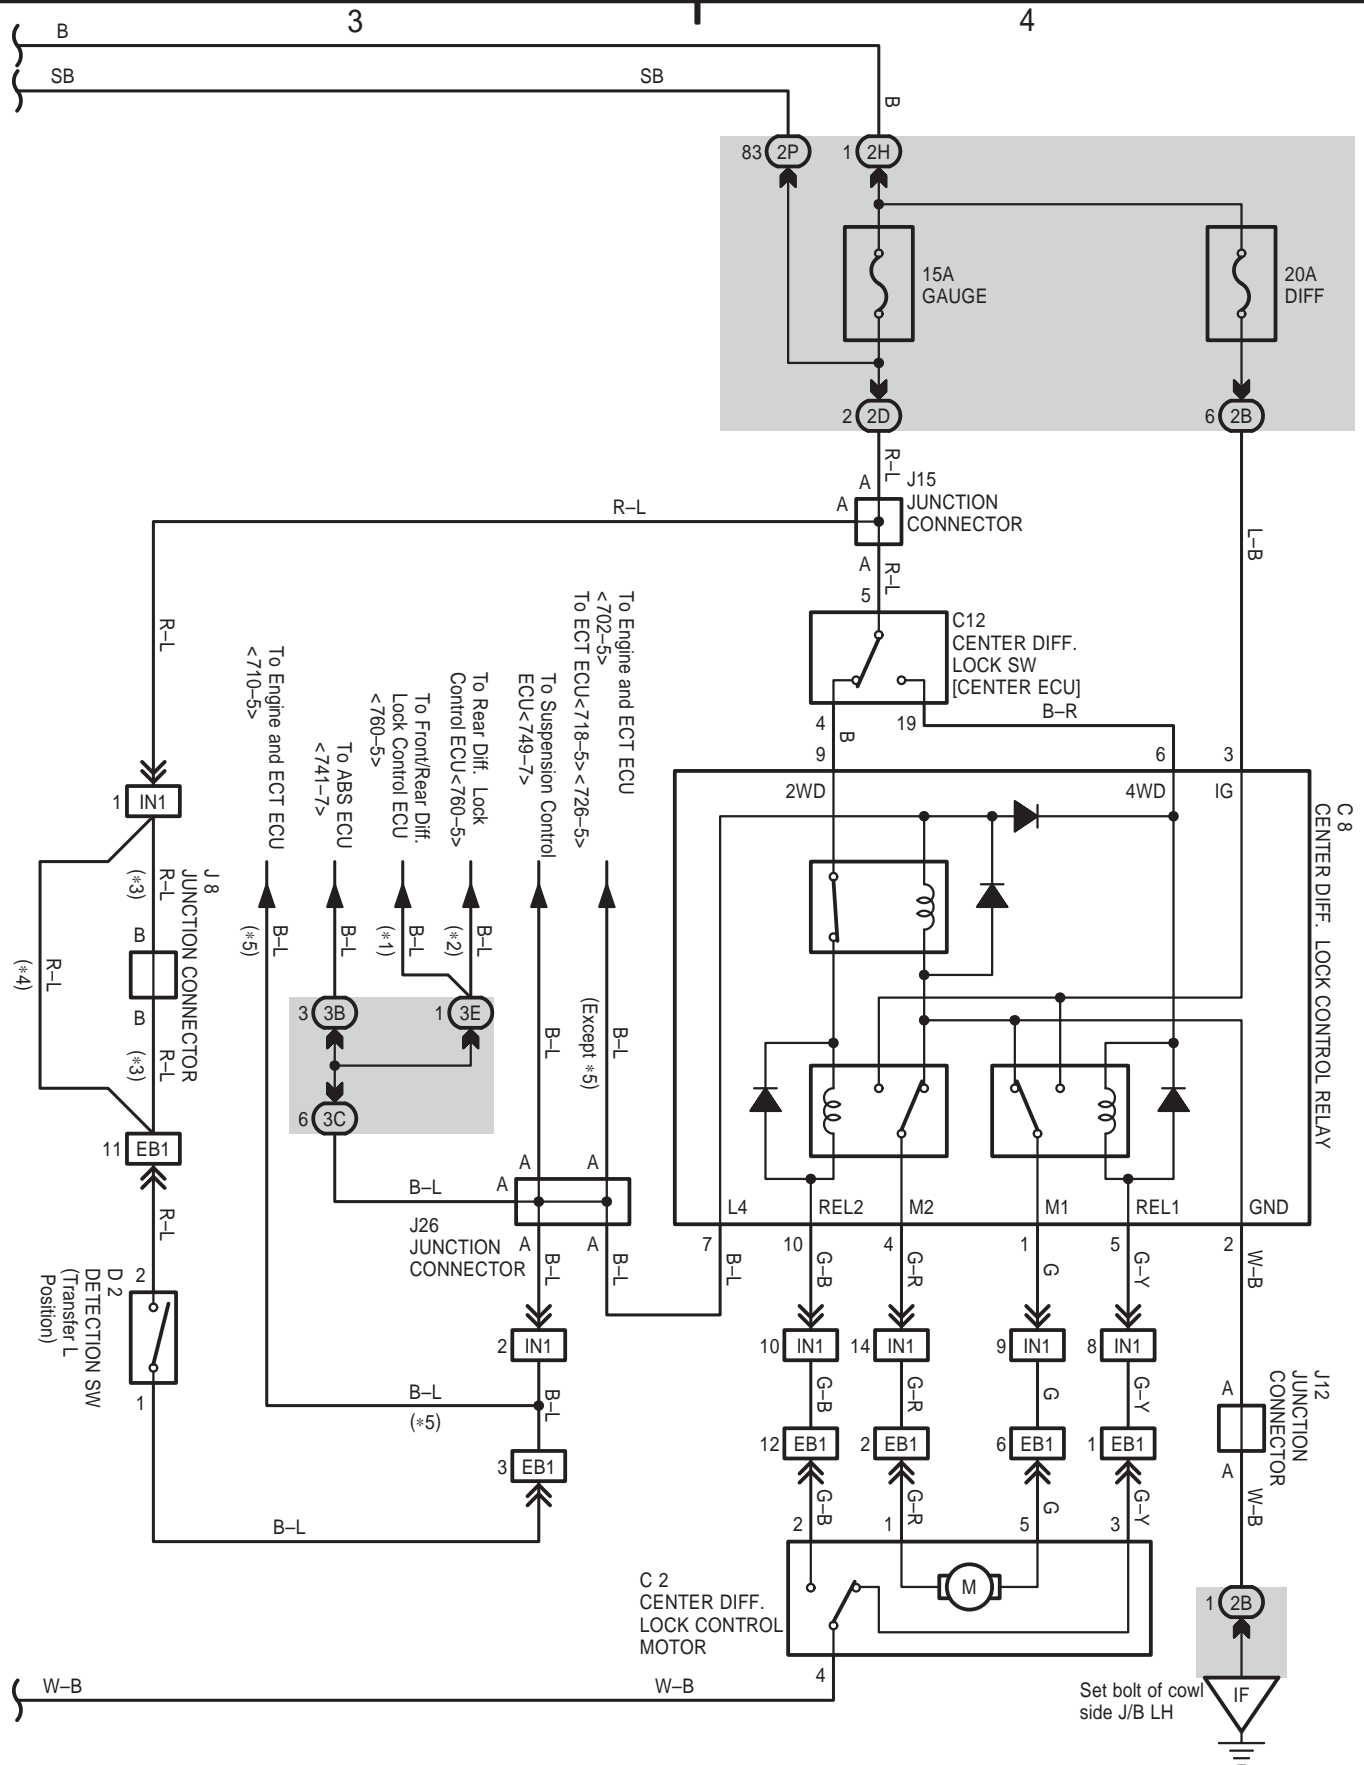 3
4
B
SB
SB
B
83
2P
1
2H
15A
GAUGE
20A
DIFF
2
2D
6
2B
R–L
A
J15
JUNCTION
CONNECTOR
A
R–L
A
R–L
L–B
5
C12
CENTER DIFF.
LOCK SW
[CENTER ECU]
4
19
B–R
B
9
6
3
R–L
To Engine and ECT ECU
<710–5>
To ABS ECU
<741–7>
To Front/Rear Diff.
Lock Control ECU
<760–5>
To Rear Diff. Lock
Control ECU<760–5>
To Suspension Control
ECU<749–7>
To Engine and ECT ECU
<702–5>
To ECT ECU<718–5><726–5>
2WD
4WD
IG
C 8
CENTER DIFF. LOCK CONTROL RELAY
1
IN1
R–L
(*3)
J 8
JUNCTION CONNECTOR
B
B
R–L
(*3)
R–L
(*4)
B–L
(*5)
B–L
B–L
(*1)
B–L
(*2)
B–L
B–L
(Except *5)
3
3B
1
3E
6
3C
11
EB1
R–L
2
D 2
DETECTION SW
(Transfer L
Position)
1
A
A
A
B–L
J26
JUNCTION
CONNECTOR
A
B–L
A
B–L
L4
REL2
M2
M1
REL1
GND
7
10
4
1
5
2
B–L
G–B
G–R
G
G–Y
W–B
2
IN1
10
IN1
14
IN1
9
IN1
8
IN1
B–L
(*5)
B–L
G–B
G–R
G
G–Y
A
J12
JUNCTION
CONNECTOR
A
3
EB1
12
EB1
2
EB1
6
EB1
1
EB1
B–L
G–B
G–R
G
G–Y
W–B
2
1
5
3
M
C 2
CENTER DIFF.
LOCK CONTROL
MOTOR
4
1
2B
W–B
W–B
Set bolt of cowl
side J/B LH
IF